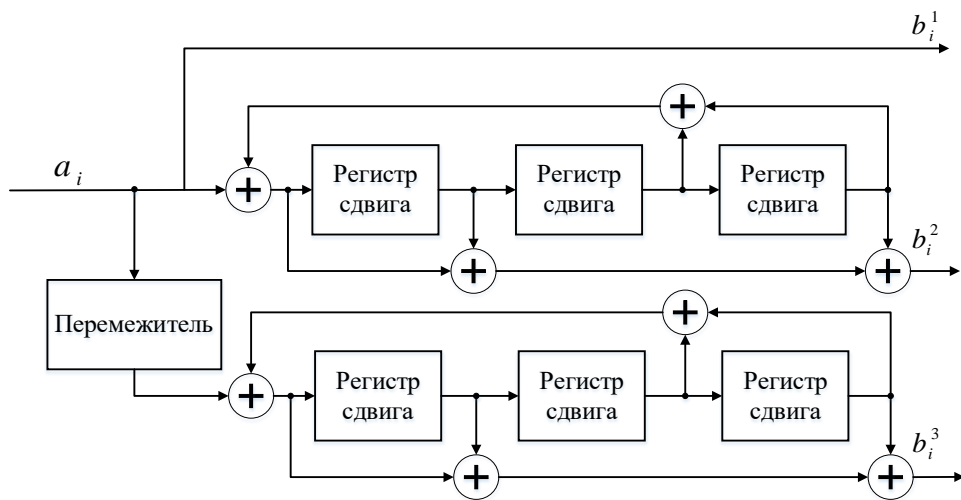 b_i^1
a_i
Регистр
сдвига
Регистр
сдвига
Регистр
сдвига
b_i^2
Перемежитель
Регистр
сдвига
Регистр
сдвига
Регистр
сдвига
b_i^3